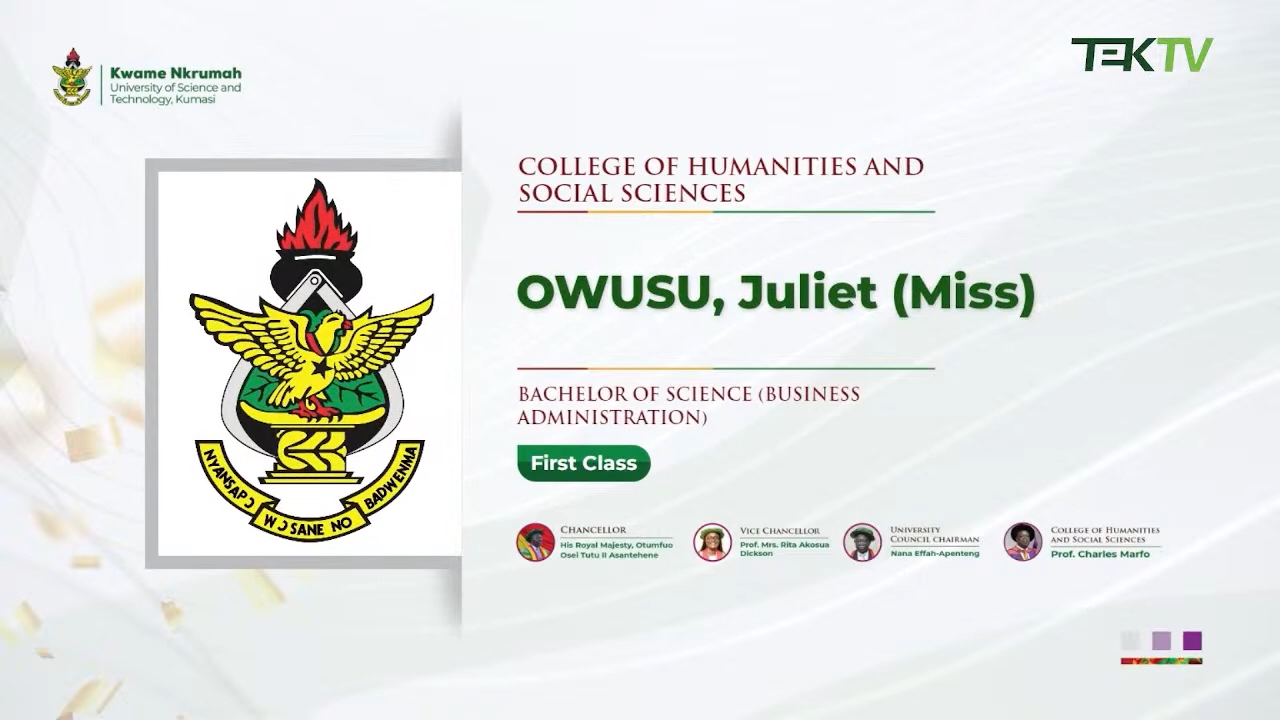 Kwame Nkrumah
University of Science and
Technology, Kumasi
TEKTV
COLLEGE OF HUMANITIES AND
SOCIAL SCIENCES
OWUSU, Juliet (Miss)
BACHELOR OF SCIENCE (BUSINESS
ADMINISTRATION)
First Class
NYANSAPƆ
WƆSANE NO
BADWENMA
CHANCELLOR
His Royal Majesty, Otumfuo
Osei Tutu II Asantehene
VICE CHANCELLOR
Prof. Mrs. Rita Akosua
Dickson
UNIVERSITY
COUNCIL CHAIRMAN
Nana Effah-Apenteng
COLLEGE OF HUMANITIES
AND SOCIAL SCIENCES
Prof. Charles Marfo